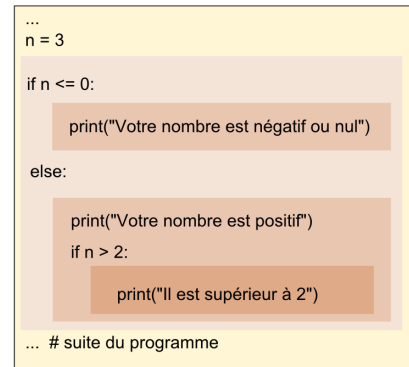 ...
n = 3
if n <= 0:
print("Votre nombre est négatif ou nul")
else:
print("Votre nombre est positif")
if n > 2:
print("Il est supérieur à 2")
... # suite du programme